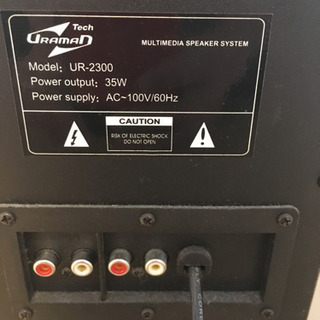 Tech
URAMAN
MULTIMEDIA SPEAKER SYSTEM
Model: UR-2300
Power output: 35W
Power supply: AC~100V/60Hz
CAUTION
RISK OF ELECTRIC SHOCK
DO NOT OPEN